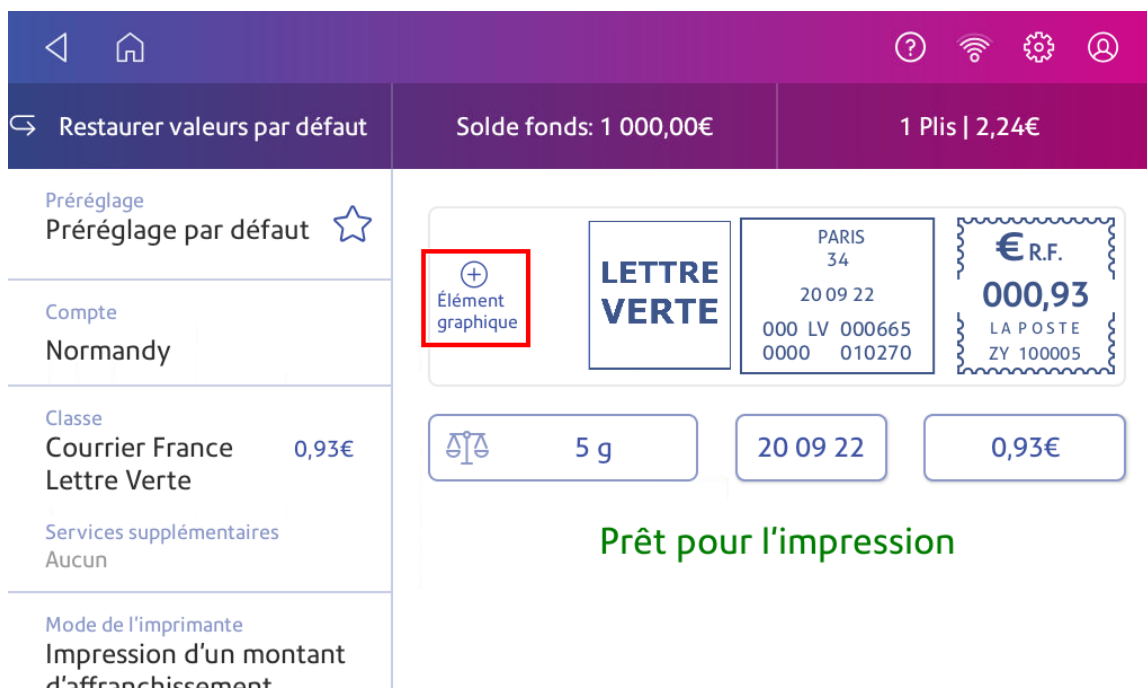 Restaurer valeurs par défaut
Solde fonds: 1 000,00€
1 Plis | 2,24€
Préréglage
Préréglage par défaut
Compte
Normandy
Classe
Courrier France 0,93€
Lettre Verte
Services supplémentaires
Aucun
Mode de l'imprimante
Impression d'un montant
d'affranchissement
Élément
graphique
LETTRE
VERTE
PARIS
34
20 09 22
000 LV 000665
0000 010270
€ R.F.
000,93
LA POSTE
ZY 100005
5 g
20 09 22
0,93€
Prêt pour l'impression